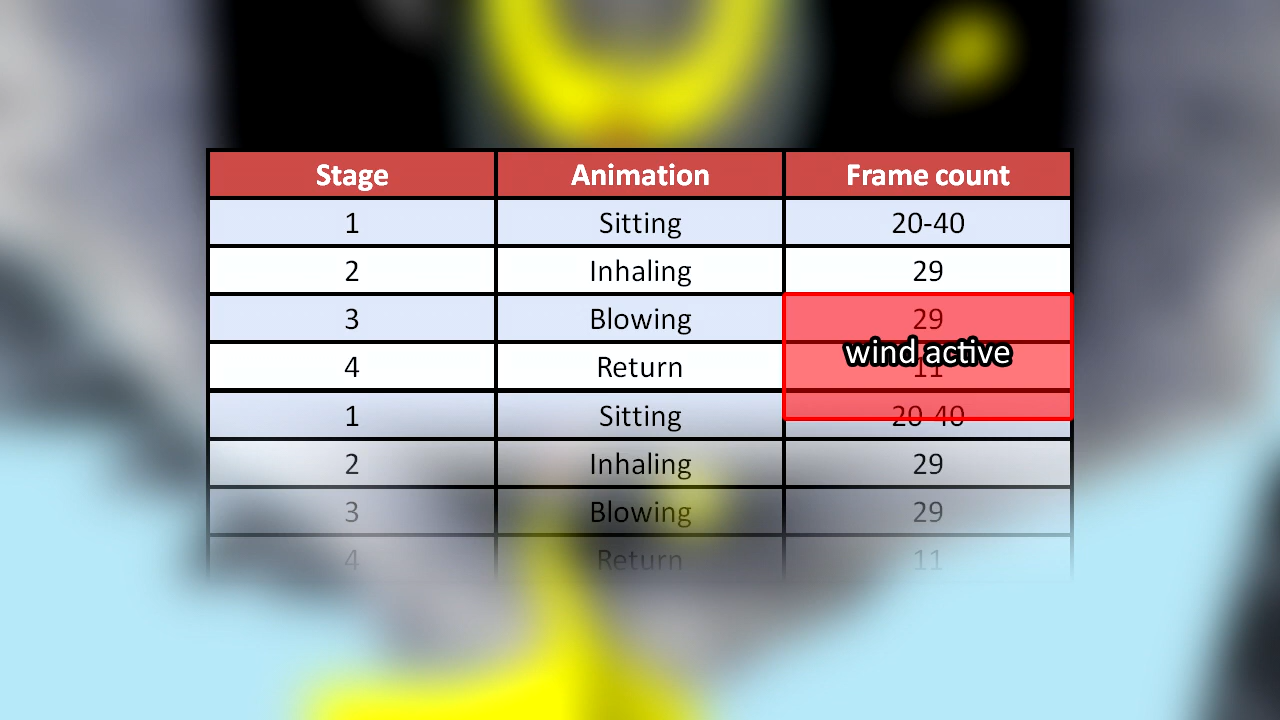 Stage Animation Frame count
1 Sitting 20-40
2 Inhaling 29
3 Blowing 29
wind active
4 Return 11
1 Sitting 20-40
2 Inhaling 29
3 Blowing 29
4 Return 11